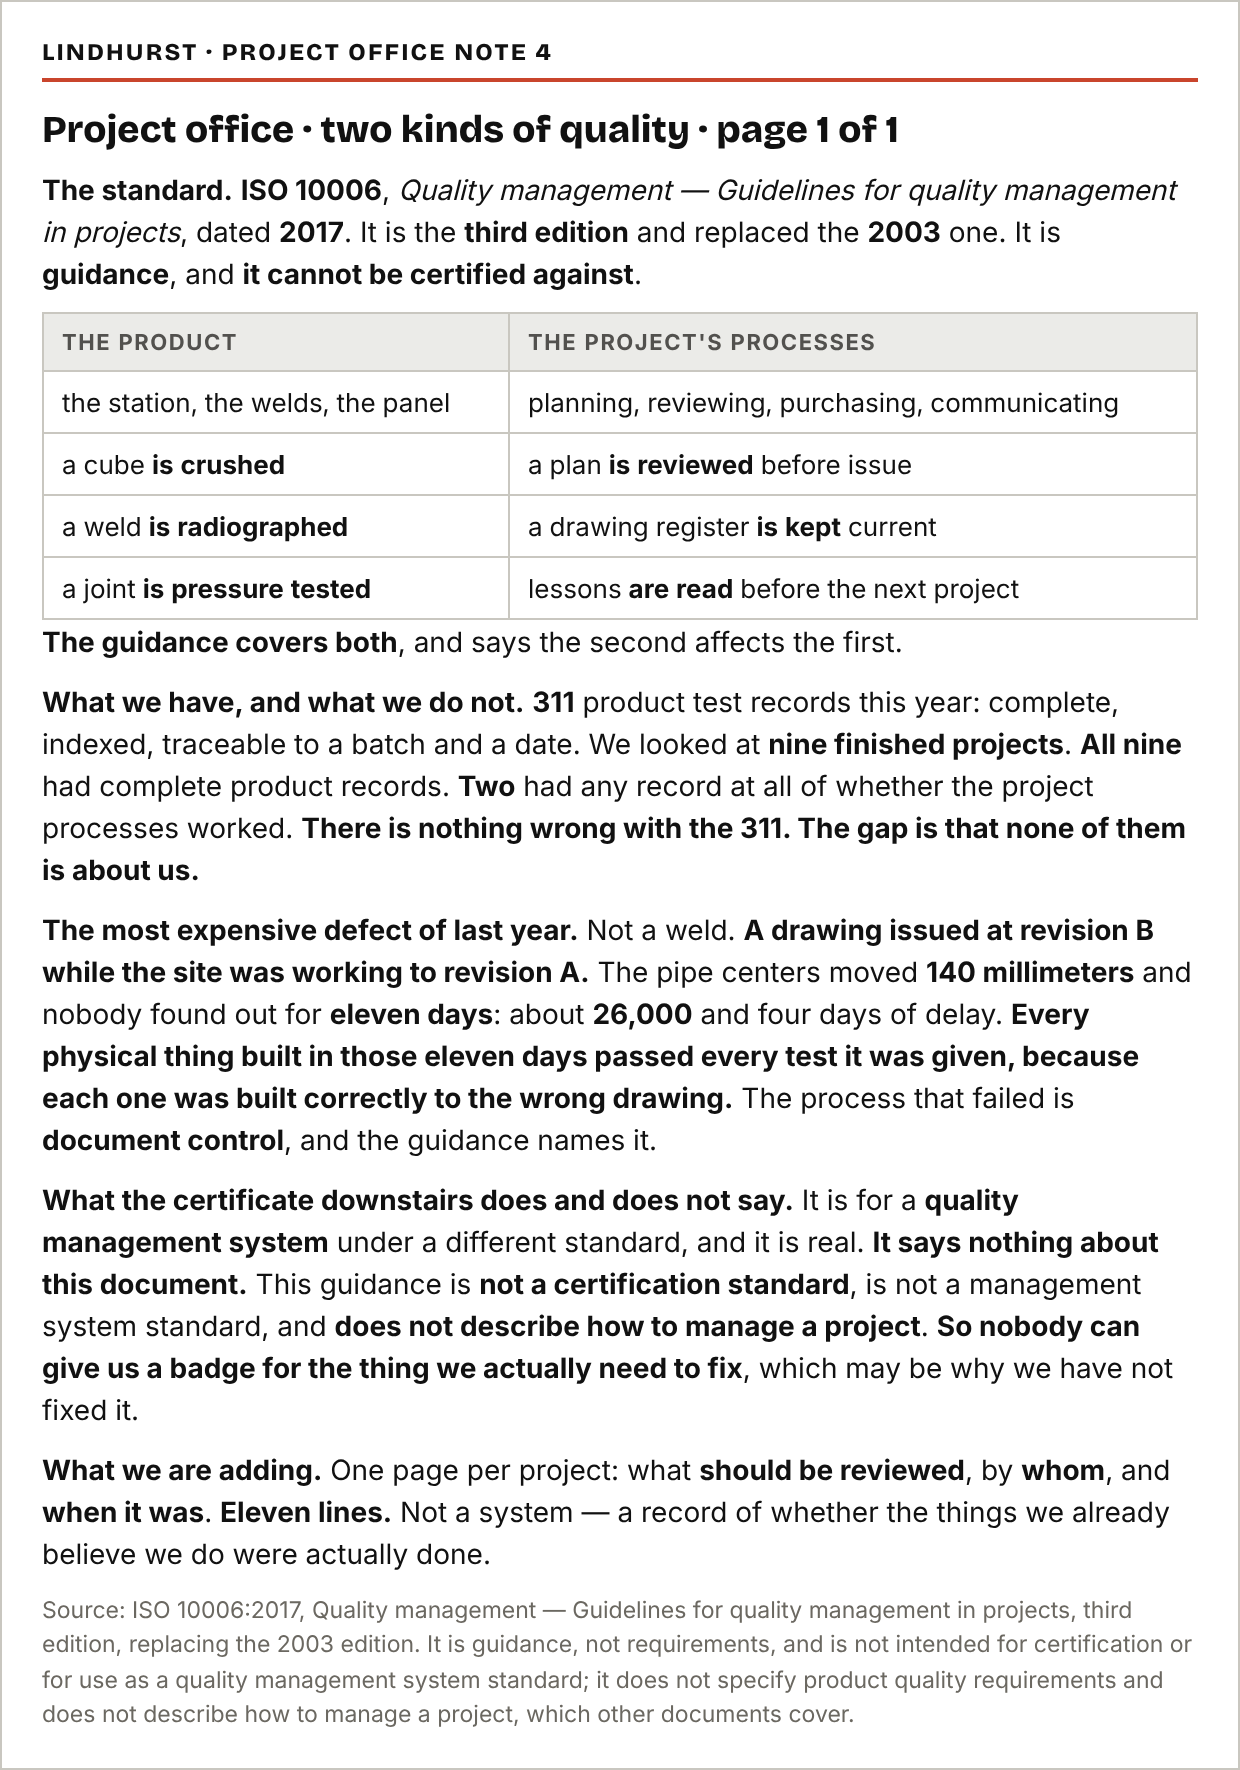 LINDHURST · PROJECT OFFICE NOTE 4
Project office · two kinds of quality · page 1 of 1
The standard. ISO 10006, Quality management — Guidelines for quality management
in projects, dated 2017. It is the third edition and replaced the 2003 one. It is
guidance, and it cannot be certified against.
THE PRODUCT THE PROJECT'S PROCESSES
the station, the welds, the panel planning, reviewing, purchasing, communicating
a cube is crushed a plan is reviewed before issue
a weld is radiographed a drawing register is kept current
a joint is pressure tested lessons are read before the next project
The guidance covers both, and says the second affects the first.
What we have, and what we do not. 311 product test records this year: complete,
indexed, traceable to a batch and a date. We looked at nine finished projects. All nine
had complete product records. Two had any record at all of whether the project
processes worked. There is nothing wrong with the 311. The gap is that none of them
is about us.
The most expensive defect of last year. Not a weld. A drawing issued at revision B
while the site was working to revision A. The pipe centers moved 140 millimeters and
nobody found out for eleven days: about 26,000 and four days of delay. Every
physical thing built in those eleven days passed every test it was given, because
each one was built correctly to the wrong drawing. The process that failed is
document control, and the guidance names it.
What the certificate downstairs does and does not say. It is for a quality
management system under a different standard, and it is real. It says nothing about
this document. This guidance is not a certification standard, is not a management
system standard, and does not describe how to manage a project. So nobody can
give us a badge for the thing we actually need to fix, which may be why we have not
fixed it.
What we are adding. One page per project: what should be reviewed, by whom, and
when it was. Eleven lines. Not a system — a record of whether the things we already
believe we do were actually done.
Source: ISO 10006:2017, Quality management — Guidelines for quality management in projects, third
edition, replacing the 2003 edition. It is guidance, not requirements, and is not intended for certification or
for use as a quality management system standard; it does not specify product quality requirements and
does not describe how to manage a project, which other documents cover.